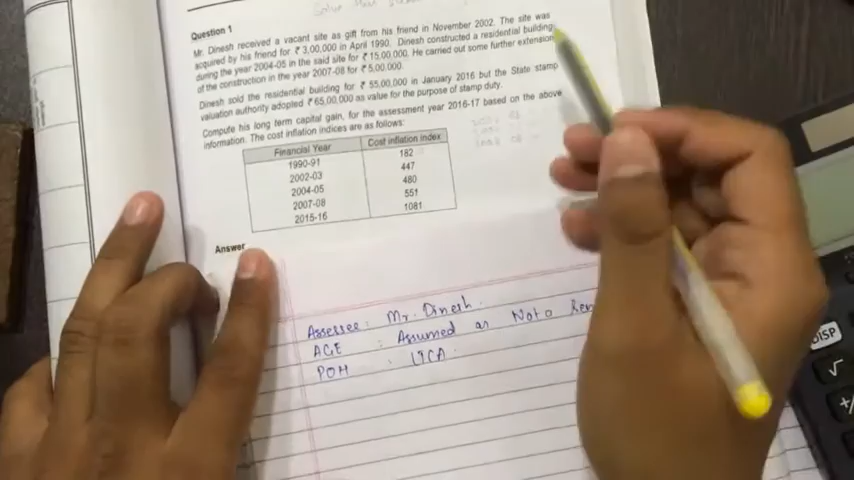 Question 1
Mr. Dinesh received a vacant site as gift from his friend in November 2002. The site was
acquired by his friend for ₹ 3,00,000 in April 1990. Dinesh constructed a residential building
during the year 2004-05 in the said site for ₹ 15,00,000. He carried out some further extension
of the construction in the year 2007-08 for ₹ 5,00,000.
Dinesh sold the residential building for ₹ 55,00,000 in January 2016 but the State stamp
valuation authority adopted ₹ 65,00,000 as value for the purpose of stamp duty.
Compute his long term capital gain, for the assessment year 2016-17 based on the above
information. The cost inflation indices are as follows:
Financial Year Cost inflation index
1990-91 182
2002-03 447
2004-05 480
2007-08 551
2015-16 1081
Answer
Assessee : Mr. Dinesh.
AGE : Assumed as Not a
POH : LTCA.
DISP
√
+/